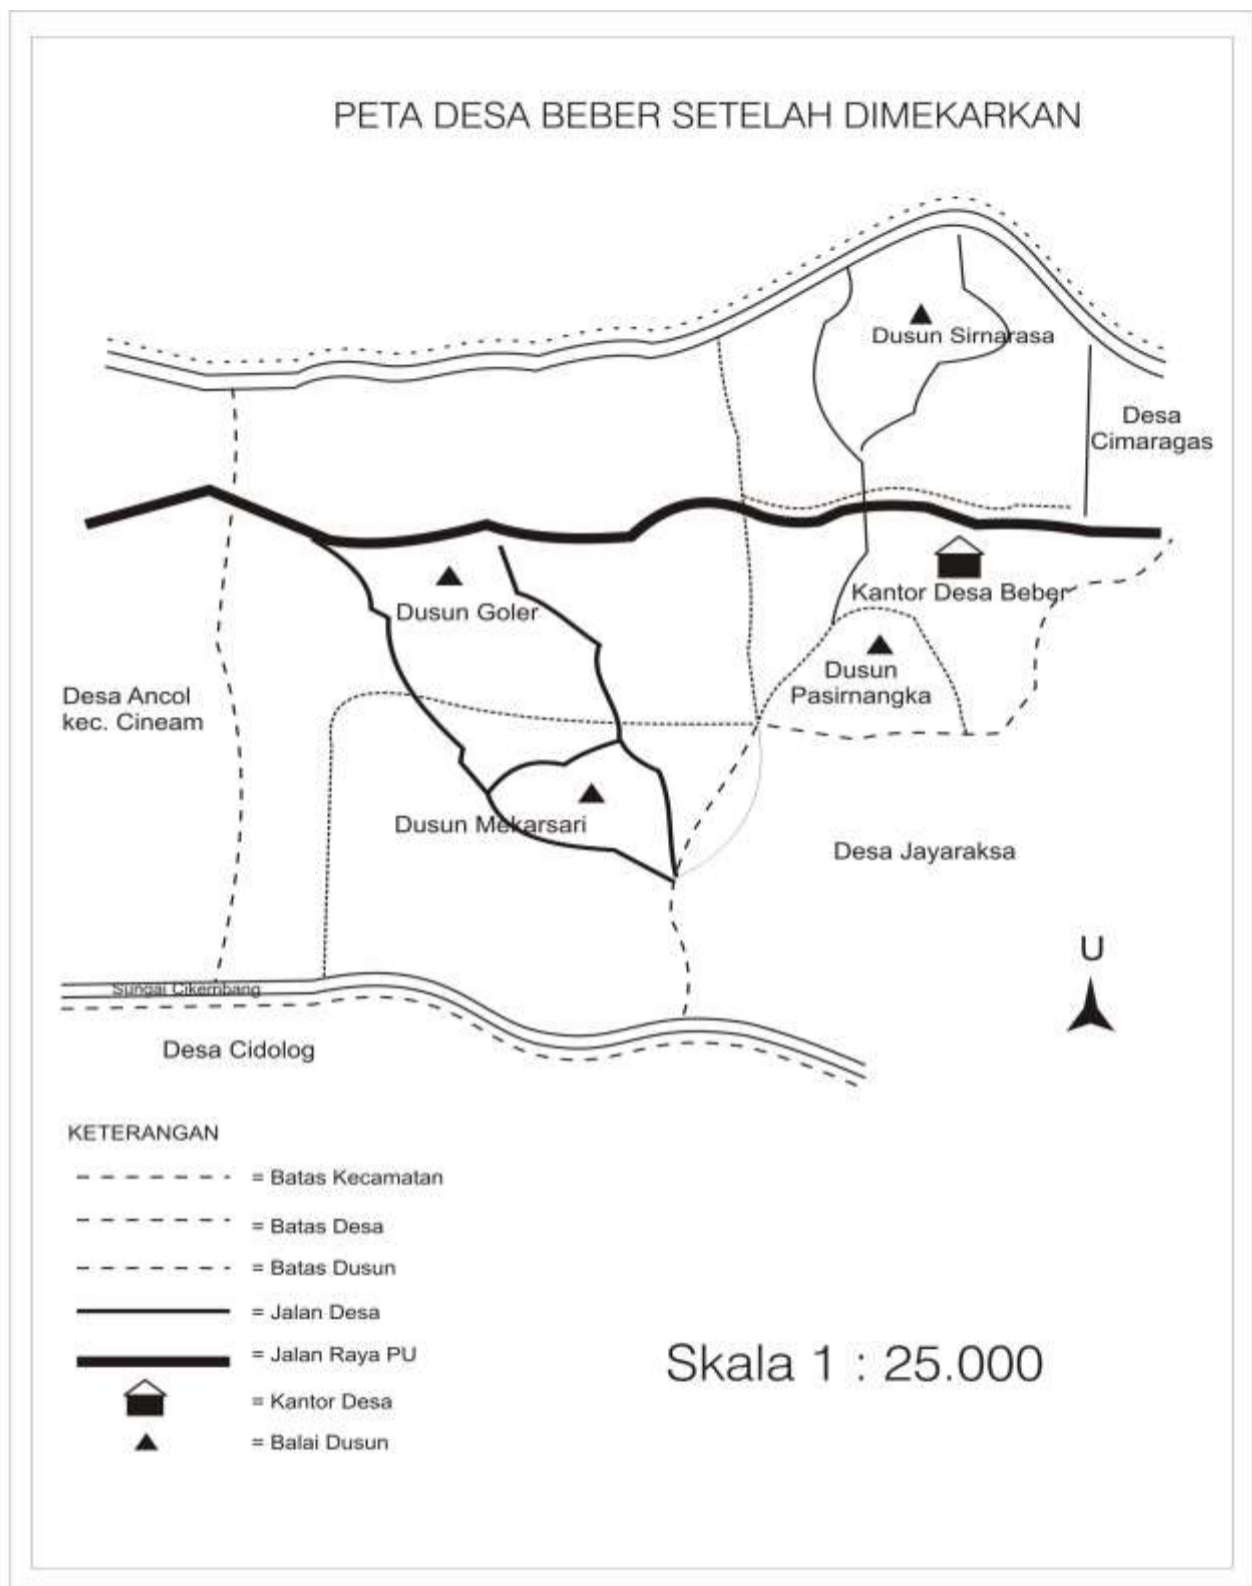 PETA DESA BEBER SETELAH DIMEKARKAN
Dusun Sirnarasa
Desa
Cimaragas
Kantor Desa Beber
Dusun Goler
Dusun
Pasirnangka
Desa Ancol
kec. Cineam
Dusun Mekarsari
Desa Jayaraksa
U
Sungai Cikembang
Desa Cidolog
KETERANGAN
= Batas Kecamatan
= Batas Desa
= Batas Dusun
= Jalan Desa
= Jalan Raya PU
= Kantor Desa
= Balai Dusun
Skala 1 : 25.000